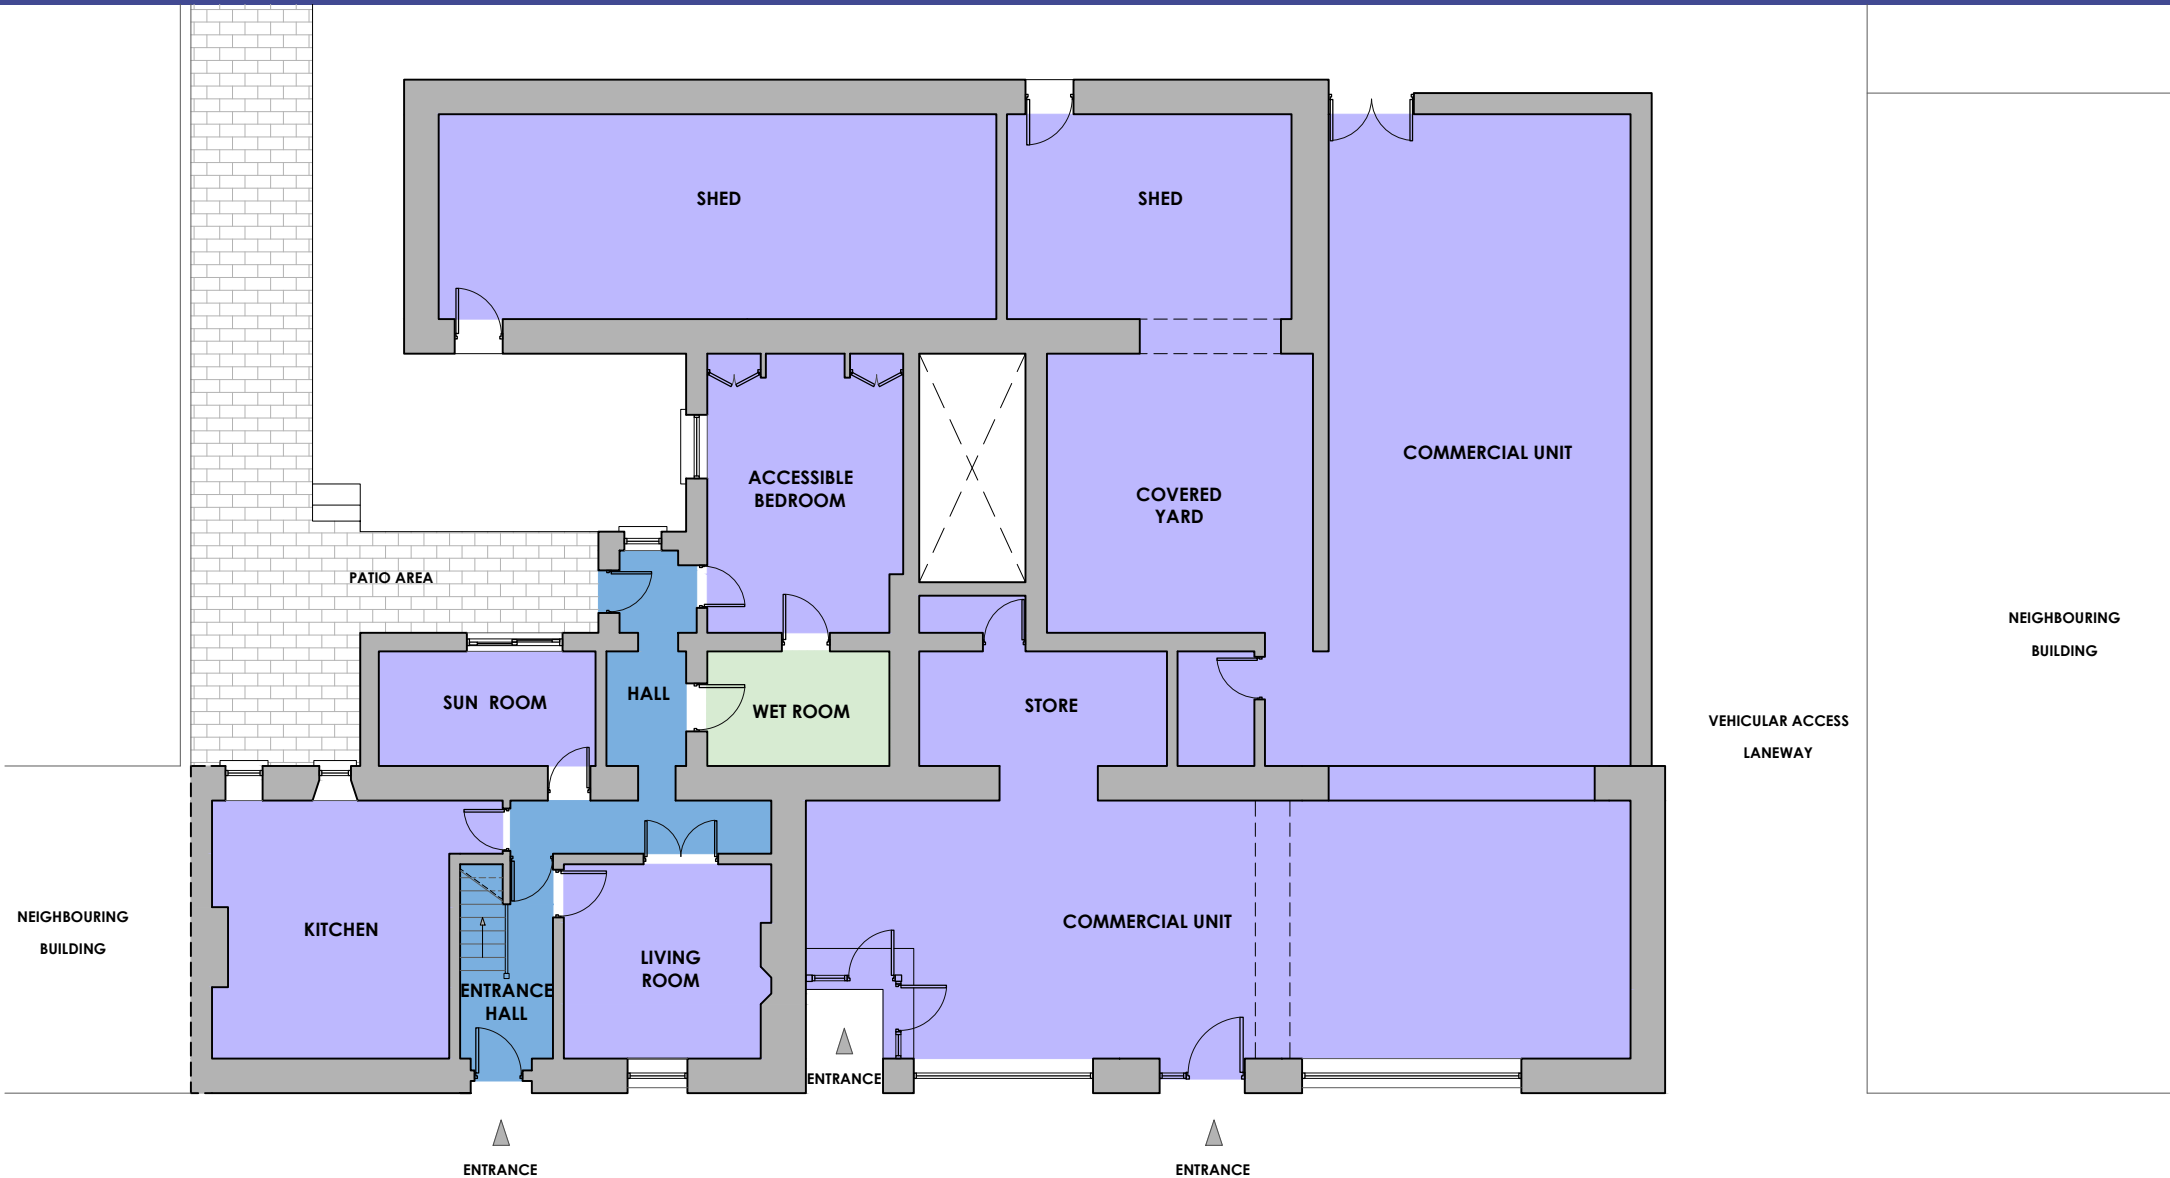 SHED
SHED
COMMERCIAL UNIT
ACCESSIBLE
BEDROOM
COVERED
YARD
PATIO AREA
NEIGHBOURING
BUILDING
SUN ROOM
HALL
WET ROOM
STORE
VEHICULAR ACCESS
LANEWAY
NEIGHBOURING
BUILDING
KITCHEN
COMMERCIAL UNIT
LIVING
ROOM
ENTRANCE
HALL
ENTRANCE
ENTRANCE
ENTRANCE